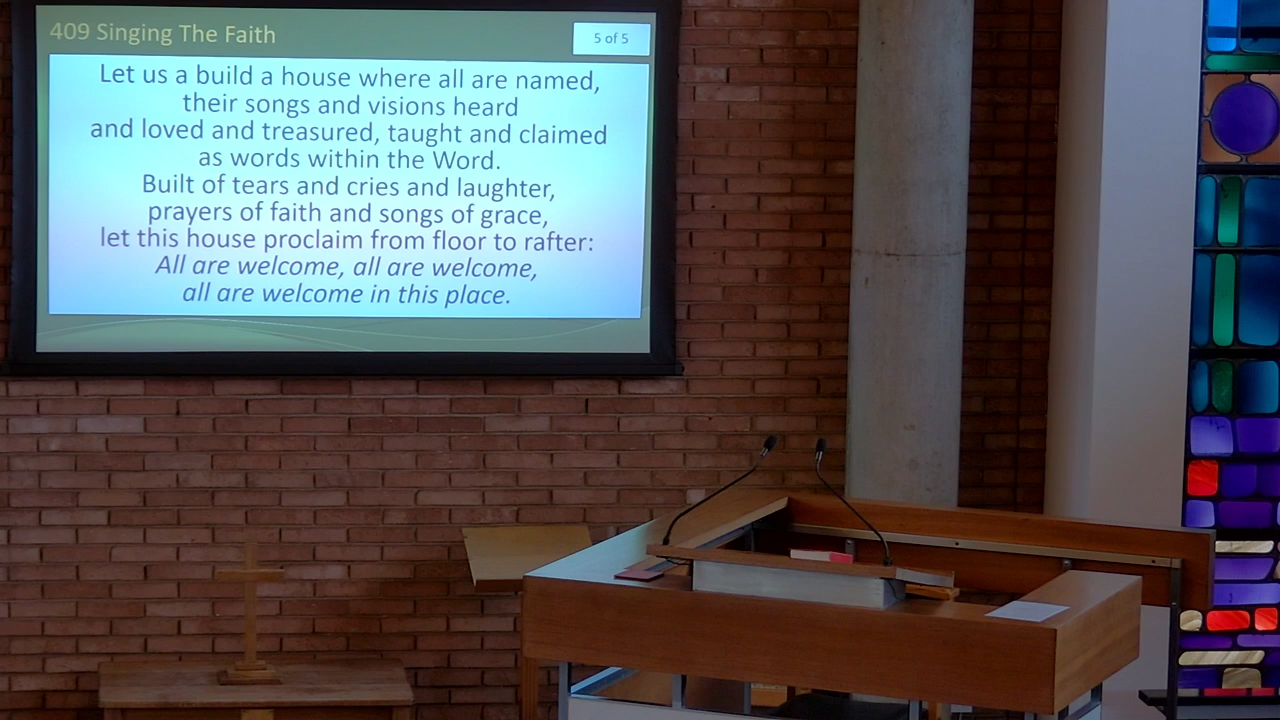 409 Singing The Faith
5 of 5
Let us a build a house where all are named,
their songs and visions heard
and loved and treasured, taught and claimed
as words within the Word.
Built of tears and cries and laughter,
prayers of faith and songs of grace,
let this house proclaim from floor to rafter:
All are welcome, all are welcome,
all are welcome in this place.